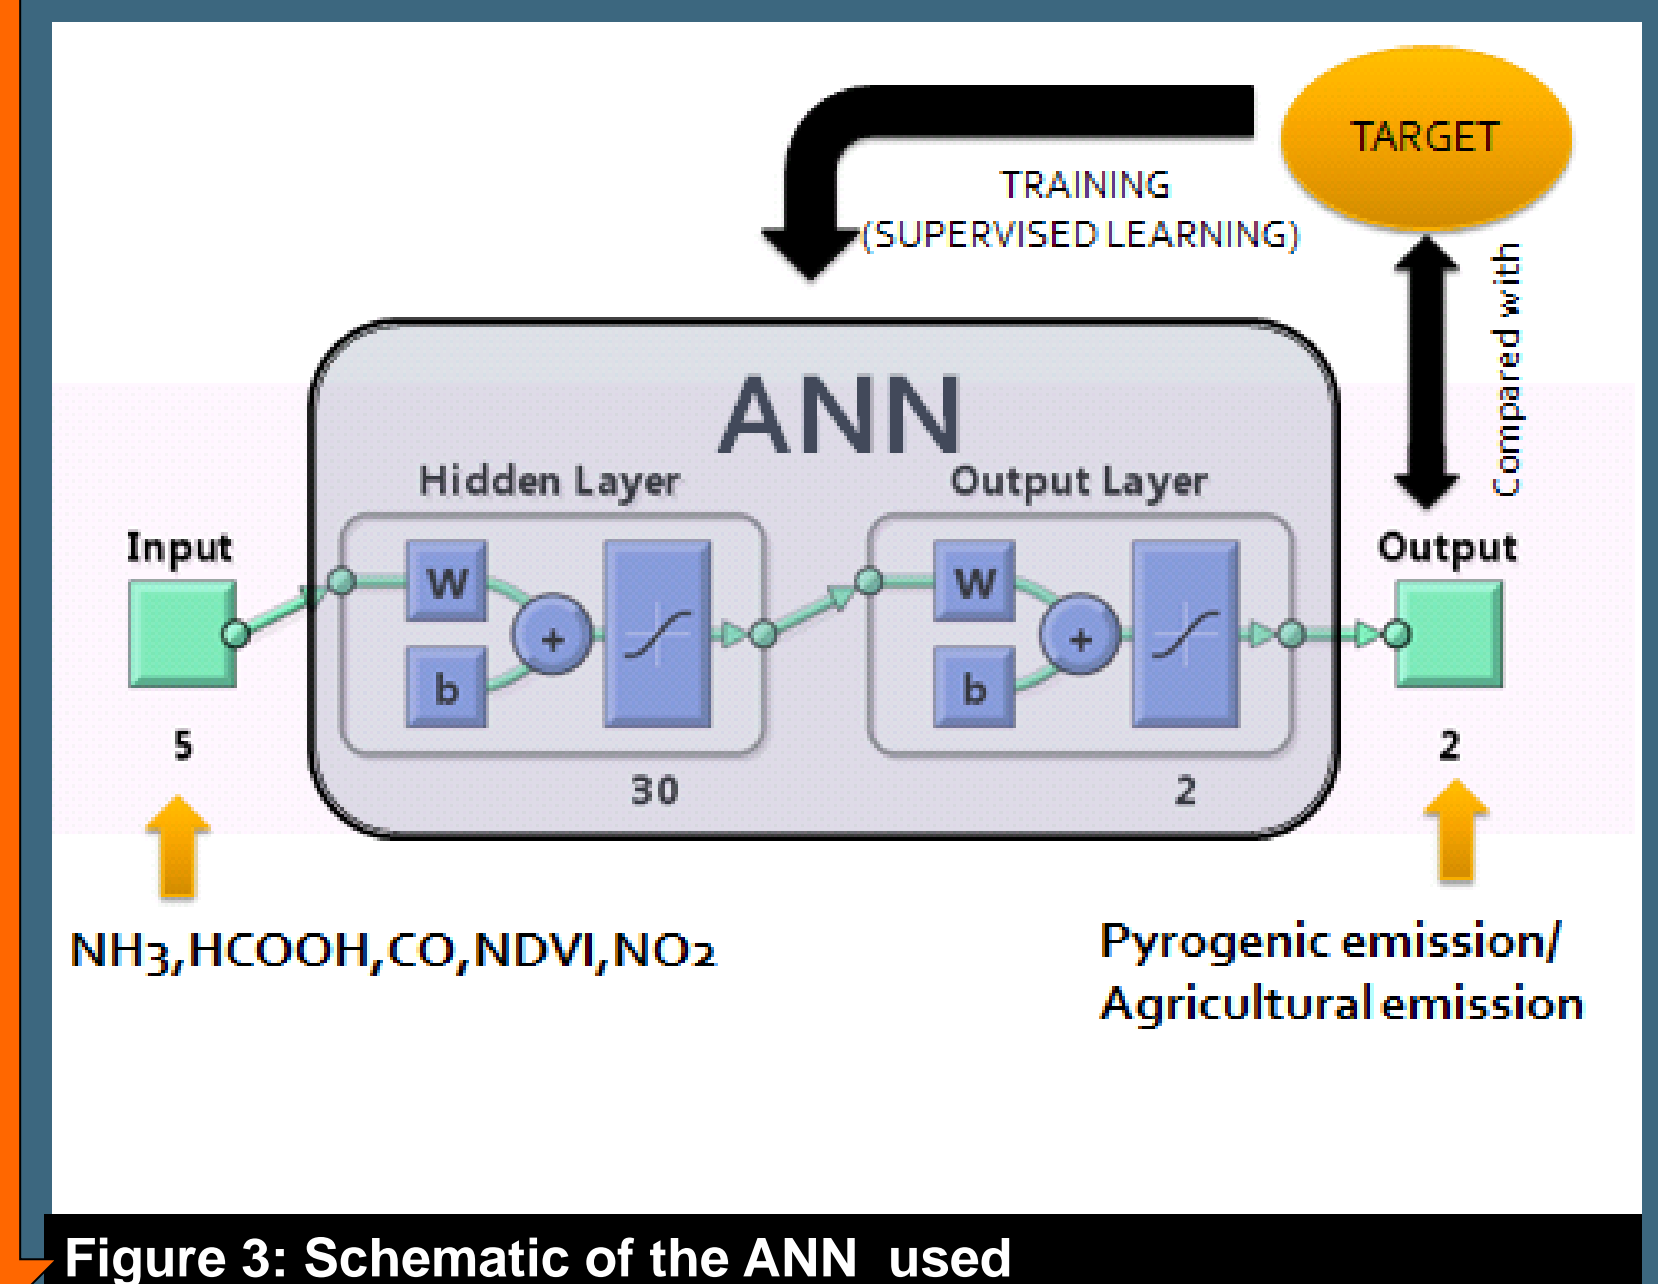 TARGET
TRAINING
(SUPERVISED LEARNING)
Compared with
ANN
Hidden Layer
Output Layer
Input
Output
W
b
+
W
b
+
5
30
2
2
NH3,HCOOH,CO,NDVI,NO2
Pyrogenic emission/
Agricultural emission
Figure 3: Schematic of the ANN used